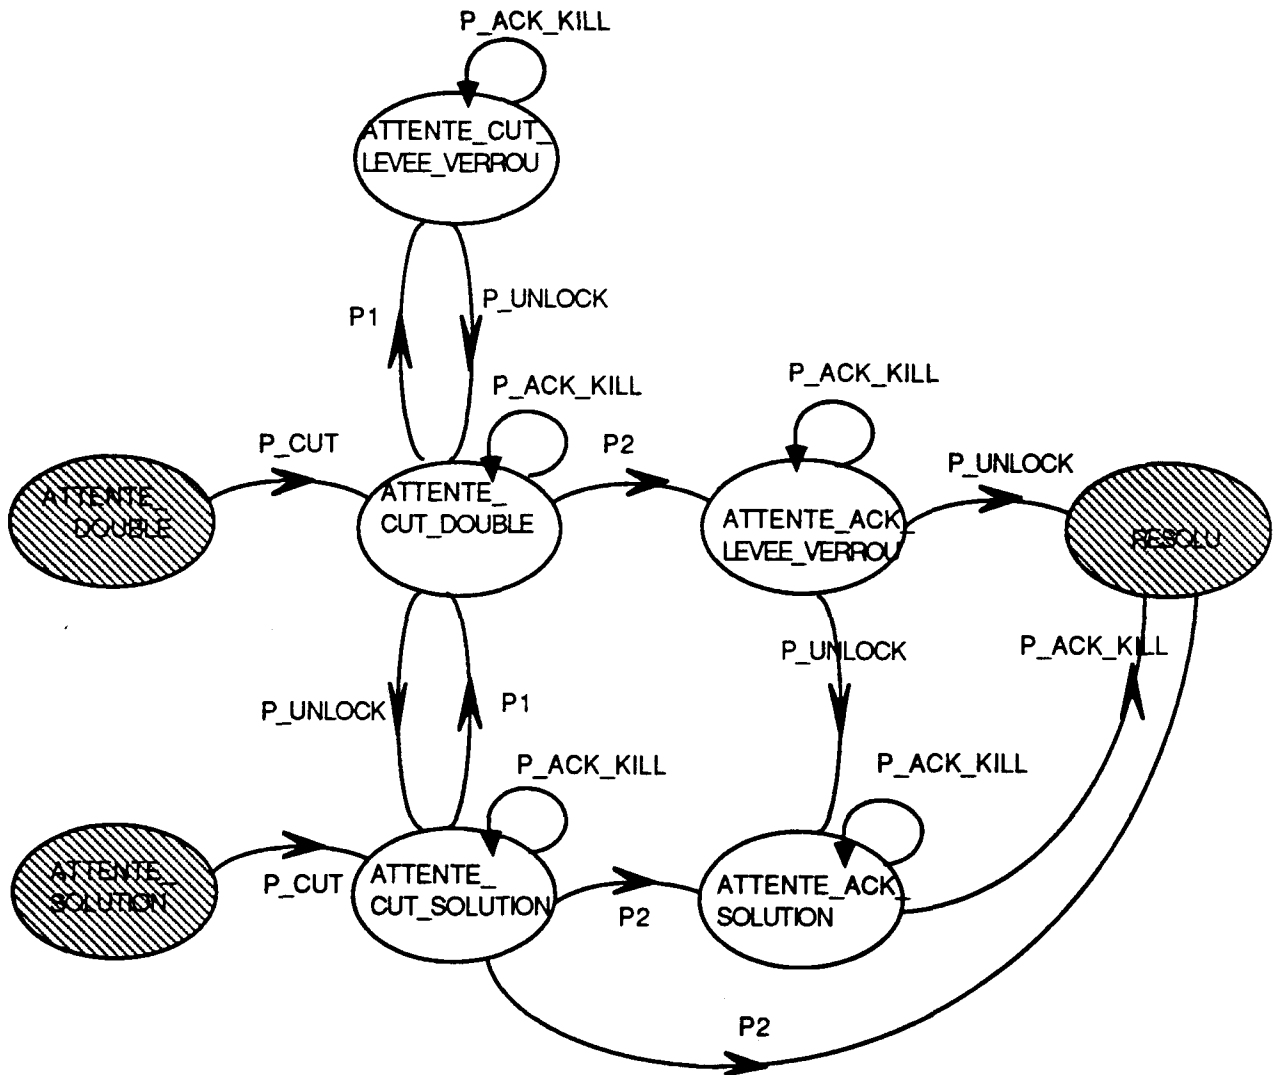 P_ACK_KILL
ATTENTE_CUT_
LEVEE_VERROU
P1
P_UNLOCK
P_ACK_KILL
P_ACK_KILL
P_CUT
P2
P_UNLOCK
ATTENTE_
DOUBLE
ATTENTE_
CUT_DOUBLE
ATTENTE_ACK_
LEVEE_VERROU
RESOLU
P_UNLOCK
P_ACK_KILL
P_UNLOCK
P1
P_ACK_KILL
P_ACK_KILL
ATTENTE_
SOLUTION
P_CUT
ATTENTE_
CUT_SOLUTION
P2
ATTENTE_ACK_
SOLUTION
P2